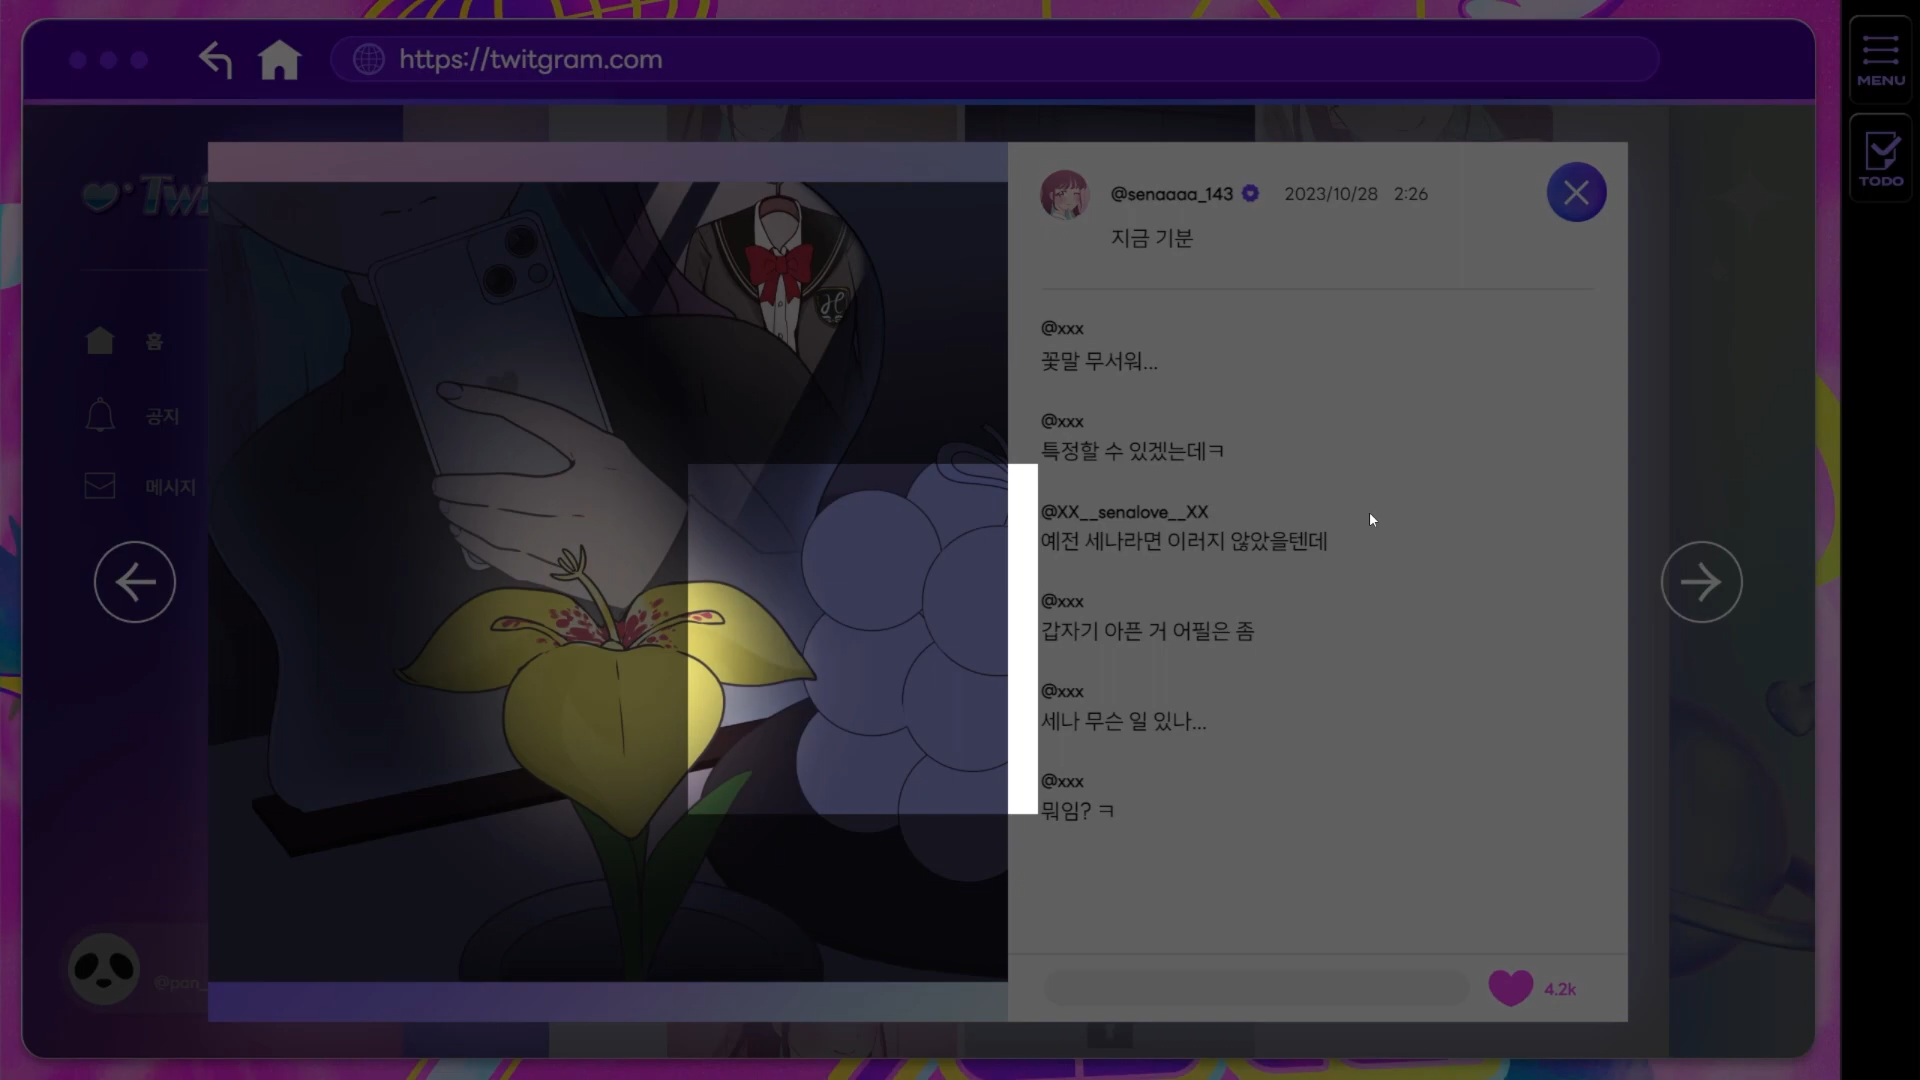 https://twitgram.com
MENU
TODO
Twi
홈
공지
메시지
@pan_
@senaaaa_143 2023/10/28 2:26
지금 기분
@xxx
꽃말 무서워...
@xxx
특정할 수 있겠는데ㅋ
@XX__senalove__XX
예전 세나라면 이러지 않았을텐데
@xxx
갑자기 아픈 거 어필은 좀
@xxx
세나 무슨 일 있나...
@xxx
뭐임? ㅋ
4.2k